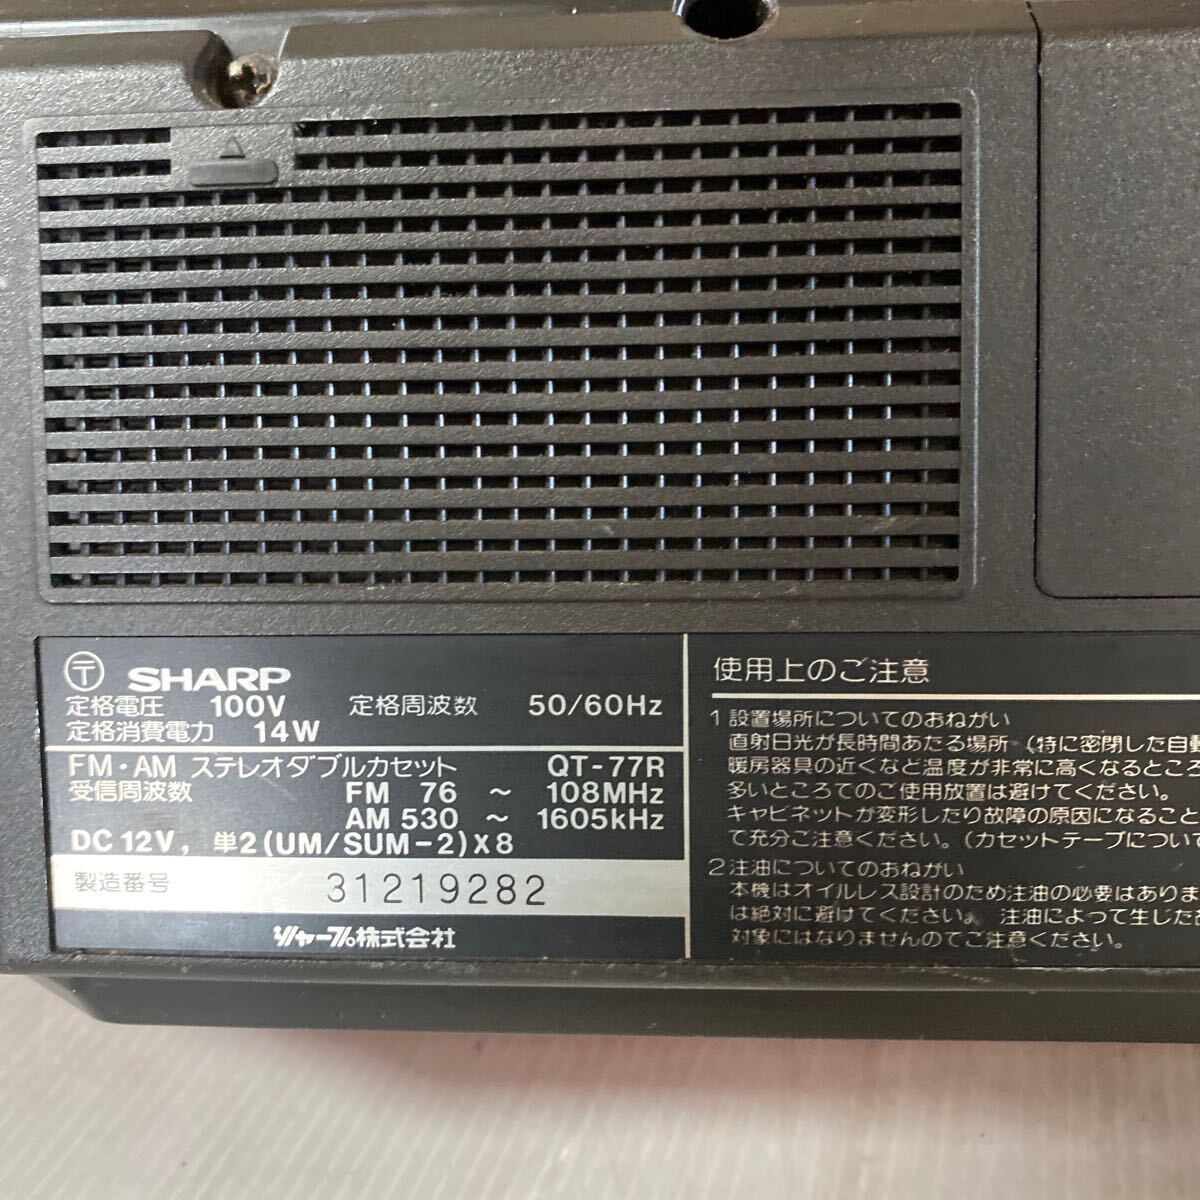 〒 SHARP
定格電圧 100V 定格周波数 50/60Hz
定格消費電力 14W
FM・AM ステレオダブルカセット QT-77R
受信周波数 FM 76 ~ 108MHz
AM 530 ~ 1605kHz
DC 12V, 単2(UM/SUM-2)X8
製造番号 31219282
シャープ株式会社
使用上のご注意
1 設置場所についてのおねがい
直射日光が長時間あたる場所 (特に密閉した自動
暖房器具の近くなど温度が非常に高くなるところ
多いところでのご使用放置は避けてください。
キャビネットが変形したり故障の原因になること
て充分ご注意ください。(カセットテープについて
2 注油についてのおねがい
本機はオイルレス設計のため注油の必要はありま
は絶対に避けてください。 注油によって生じた故
対象にはなりませんのでご注意ください。